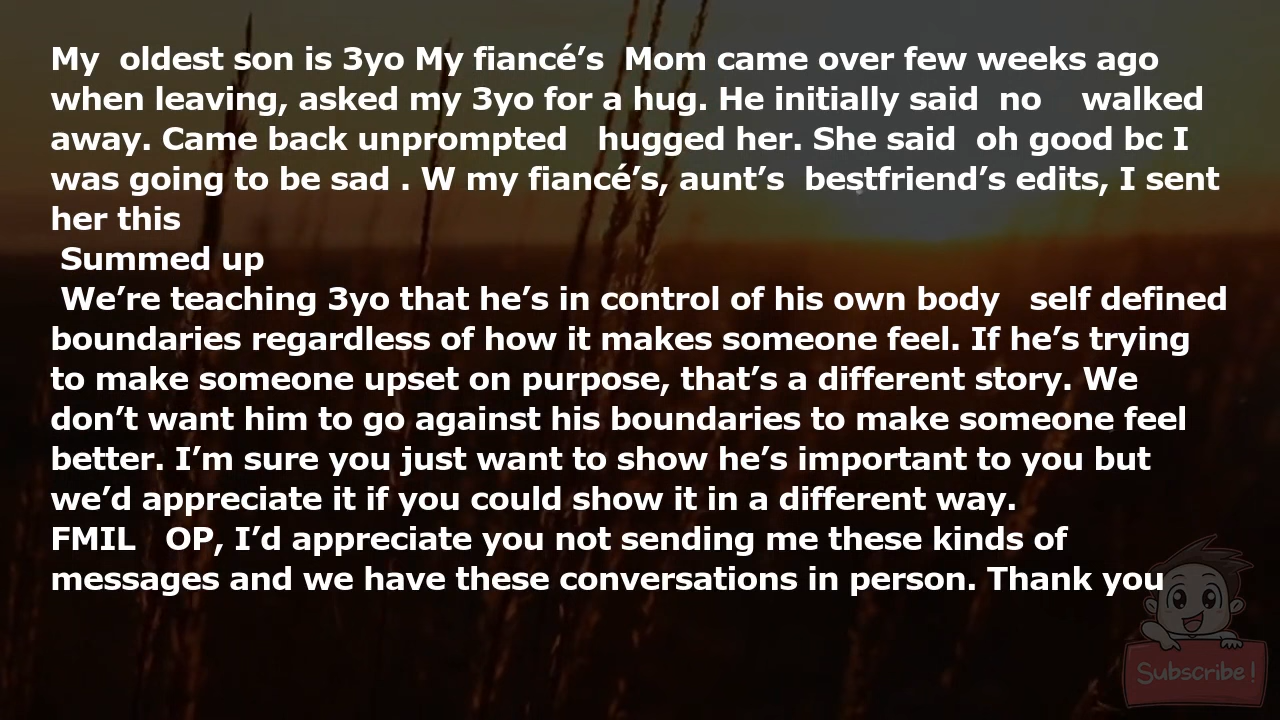 My oldest son is 3yo My fiancé’s Mom came over few weeks ago
when leaving, asked my 3yo for a hug. He initially said no walked
away. Came back unprompted hugged her. She said oh good bc I
was going to be sad . W my fiancé’s, aunt’s bestfriend’s edits, I sent
her this
Summed up
We’re teaching 3yo that he’s in control of his own body self defined
boundaries regardless of how it makes someone feel. If he’s trying
to make someone upset on purpose, that’s a different story. We
don’t want him to go against his boundaries to make someone feel
better. I’m sure you just want to show he’s important to you but
we’d appreciate it if you could show it in a different way.
FMIL OP, I’d appreciate you not sending me these kinds of
messages and we have these conversations in person. Thank you
Subscribe!